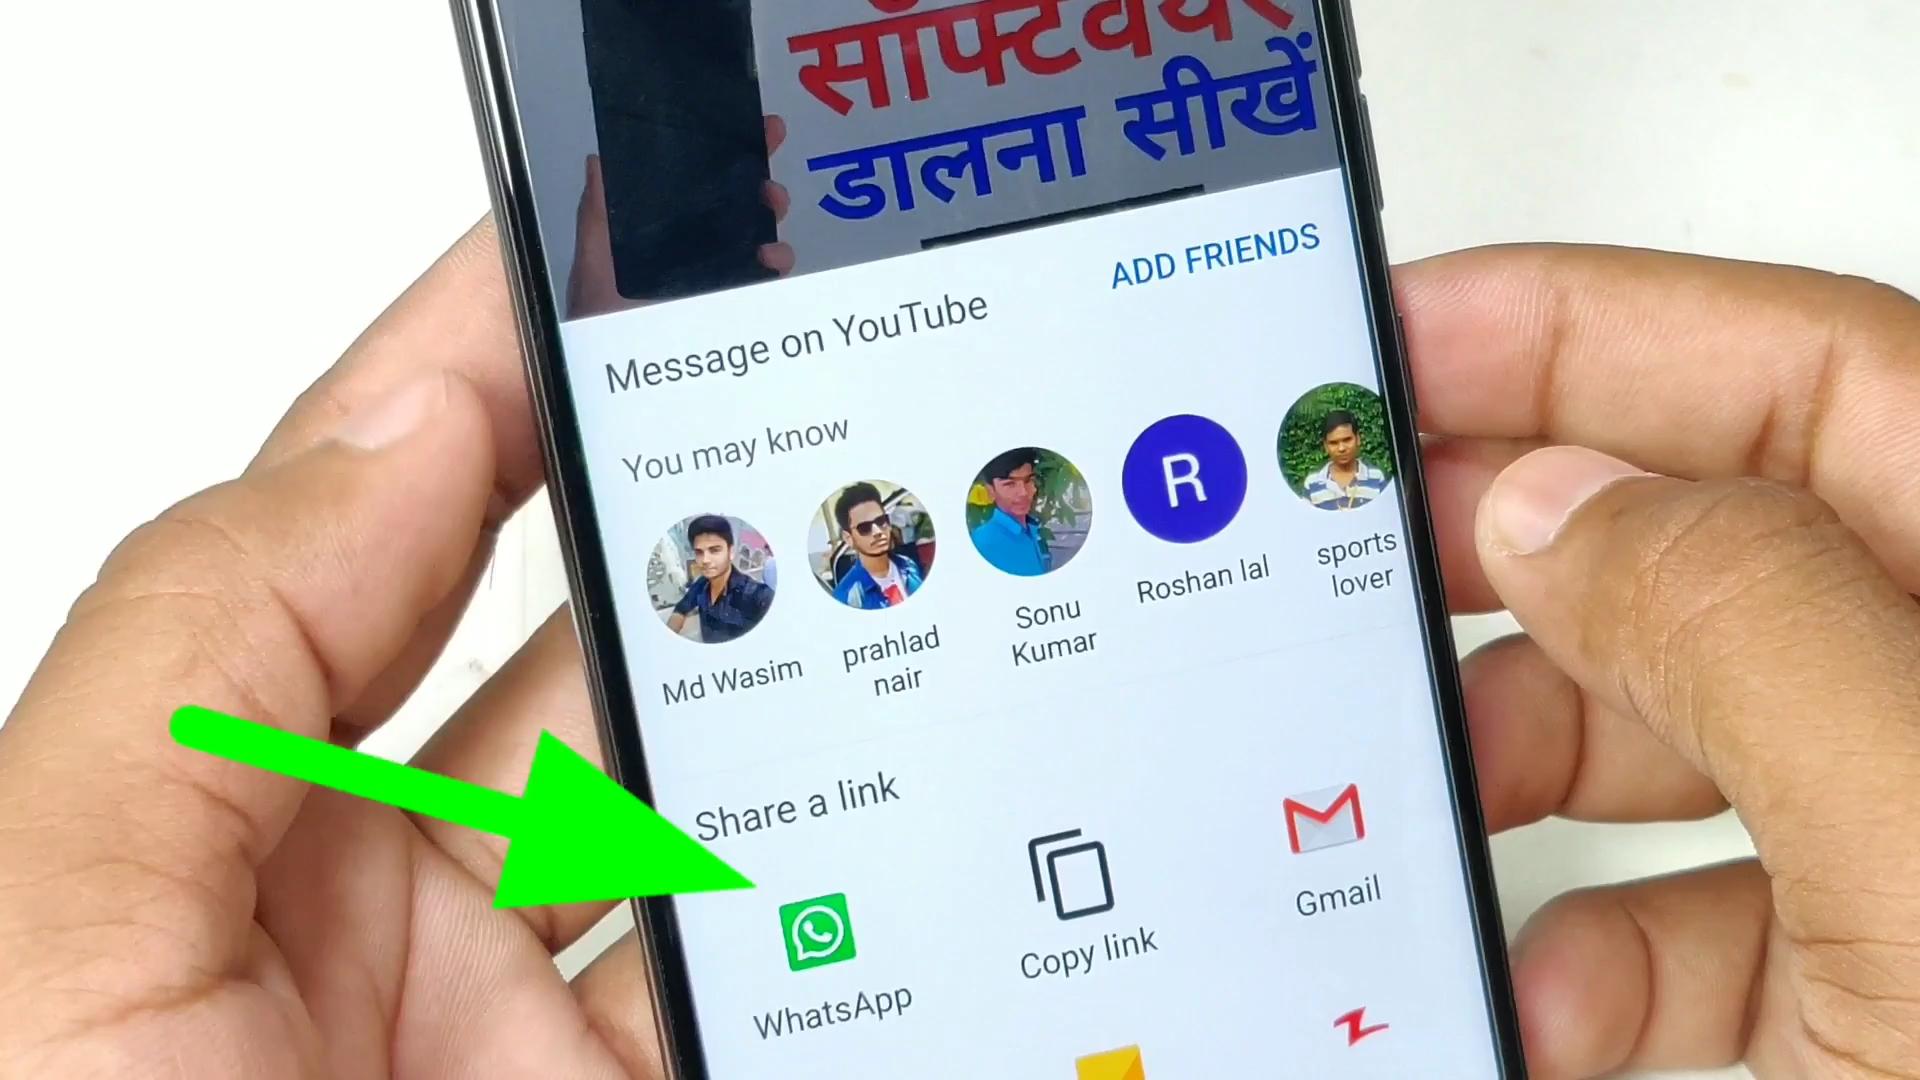 सॉफ्टवेयर
डालना सीखें
ADD FRIENDS
Message on YouTube
You may know
R
Md Wasim
prahlad
nair
Sonu
Kumar
Roshan lal
sports
lover
Share a link
WhatsApp
Copy link
Gmail